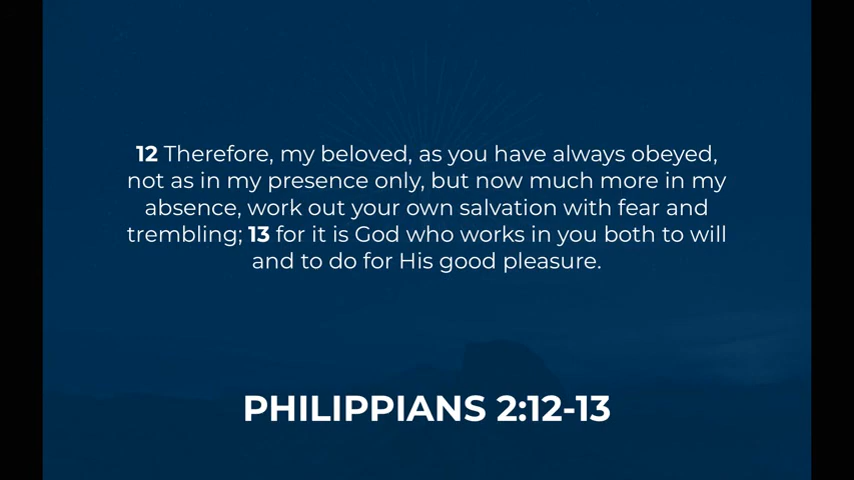 12 Therefore, my beloved, as you have always obeyed,
not as in my presence only, but now much more in my
absence, work out your own salvation with fear and
trembling; 13 for it is God who works in you both to will
and to do for His good pleasure.
PHILIPPIANS 2:12-13